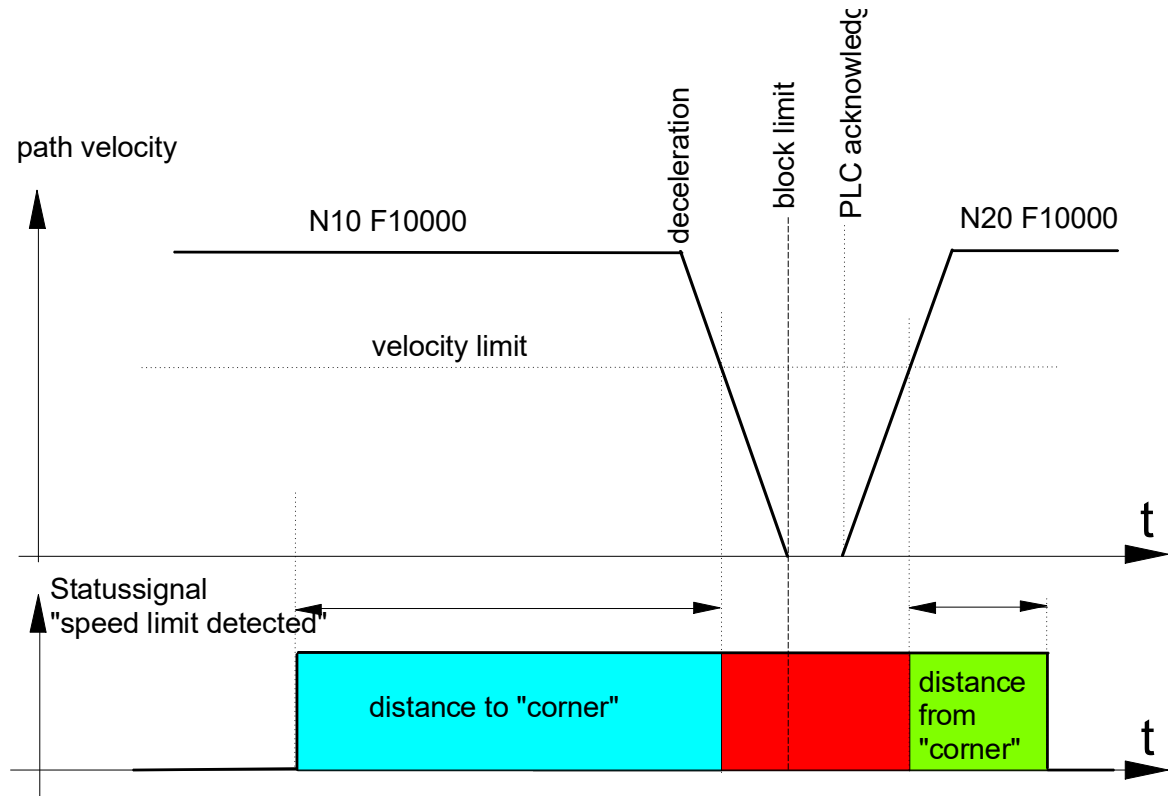 path velocity
N10 F10000
deceleration
block limit
PLC
N20 F10000
velocity limit
t
Statussignal
"speed limit detected"
distance to "corner"
distance
from
"corner"
t